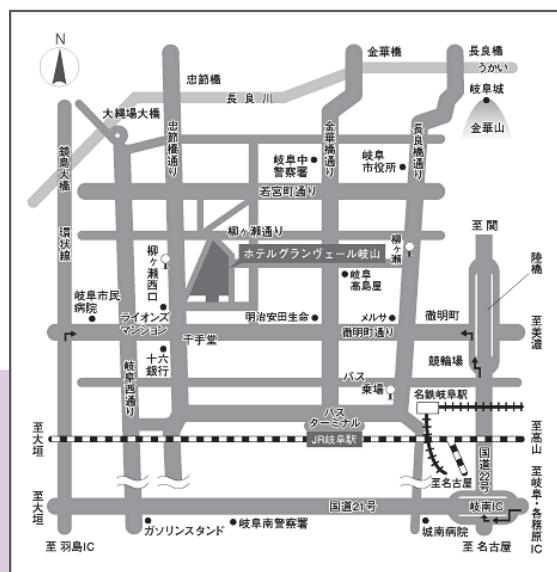 N
忠節橋
金華橋
長良橋
うかい
長良川
大縄場大橋
岐阜城
金華山
鏡島大橋
忠節橋通り
金華橋通り
長良橋通り
岐阜中
警察署
岐阜
市役所
若宮町通り
環状線
柳ヶ瀬通り
至 関
陸橋
柳ヶ瀬西口
ホテルグランヴェール岐山
柳ヶ瀬
岐阜
高島屋
岐阜市民
病院
ライオンズ
マンション
明治安田生命
メルサ
徹明町
千手堂
徹明町通り
至 美濃
十六
銀行
競輪場
岐阜西通り
バス
乗場
名鉄岐阜駅
バス
ターミナル
至 大垣
JR岐阜駅
至 高山
国道22号
至名古屋
至 大垣
国道21号
岐南IC
至 岐阜・各務原IC
ガソリンスタンド
岐阜南警察署
城南病院
至 羽島IC
至 名古屋